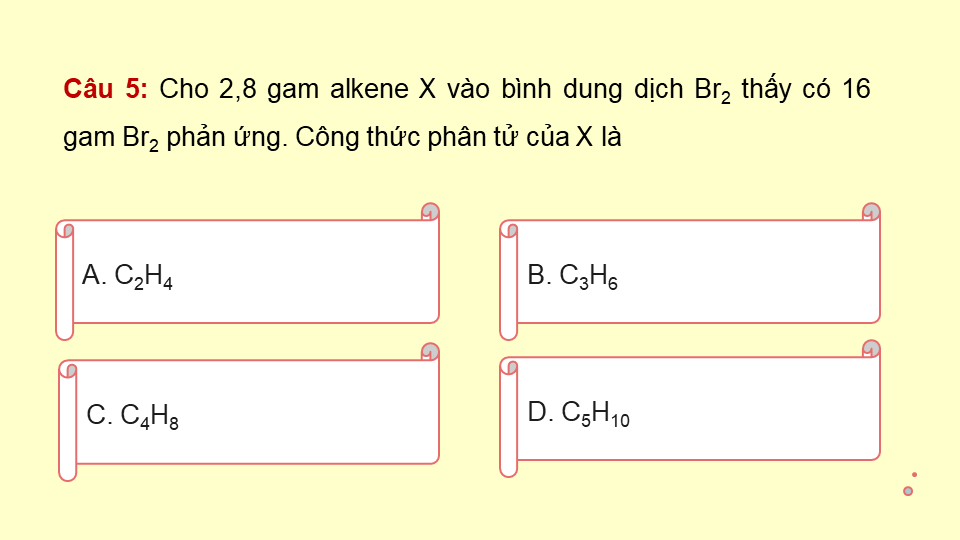 Câu 5: Cho 2,8 gam alkene X vào bình dung dịch Br₂ thấy có 16
gam Br₂ phản ứng. Công thức phân tử của X là
A. C₂H₄
B. C₃H₆
C. C₄H₈
D. C₅H₁₀